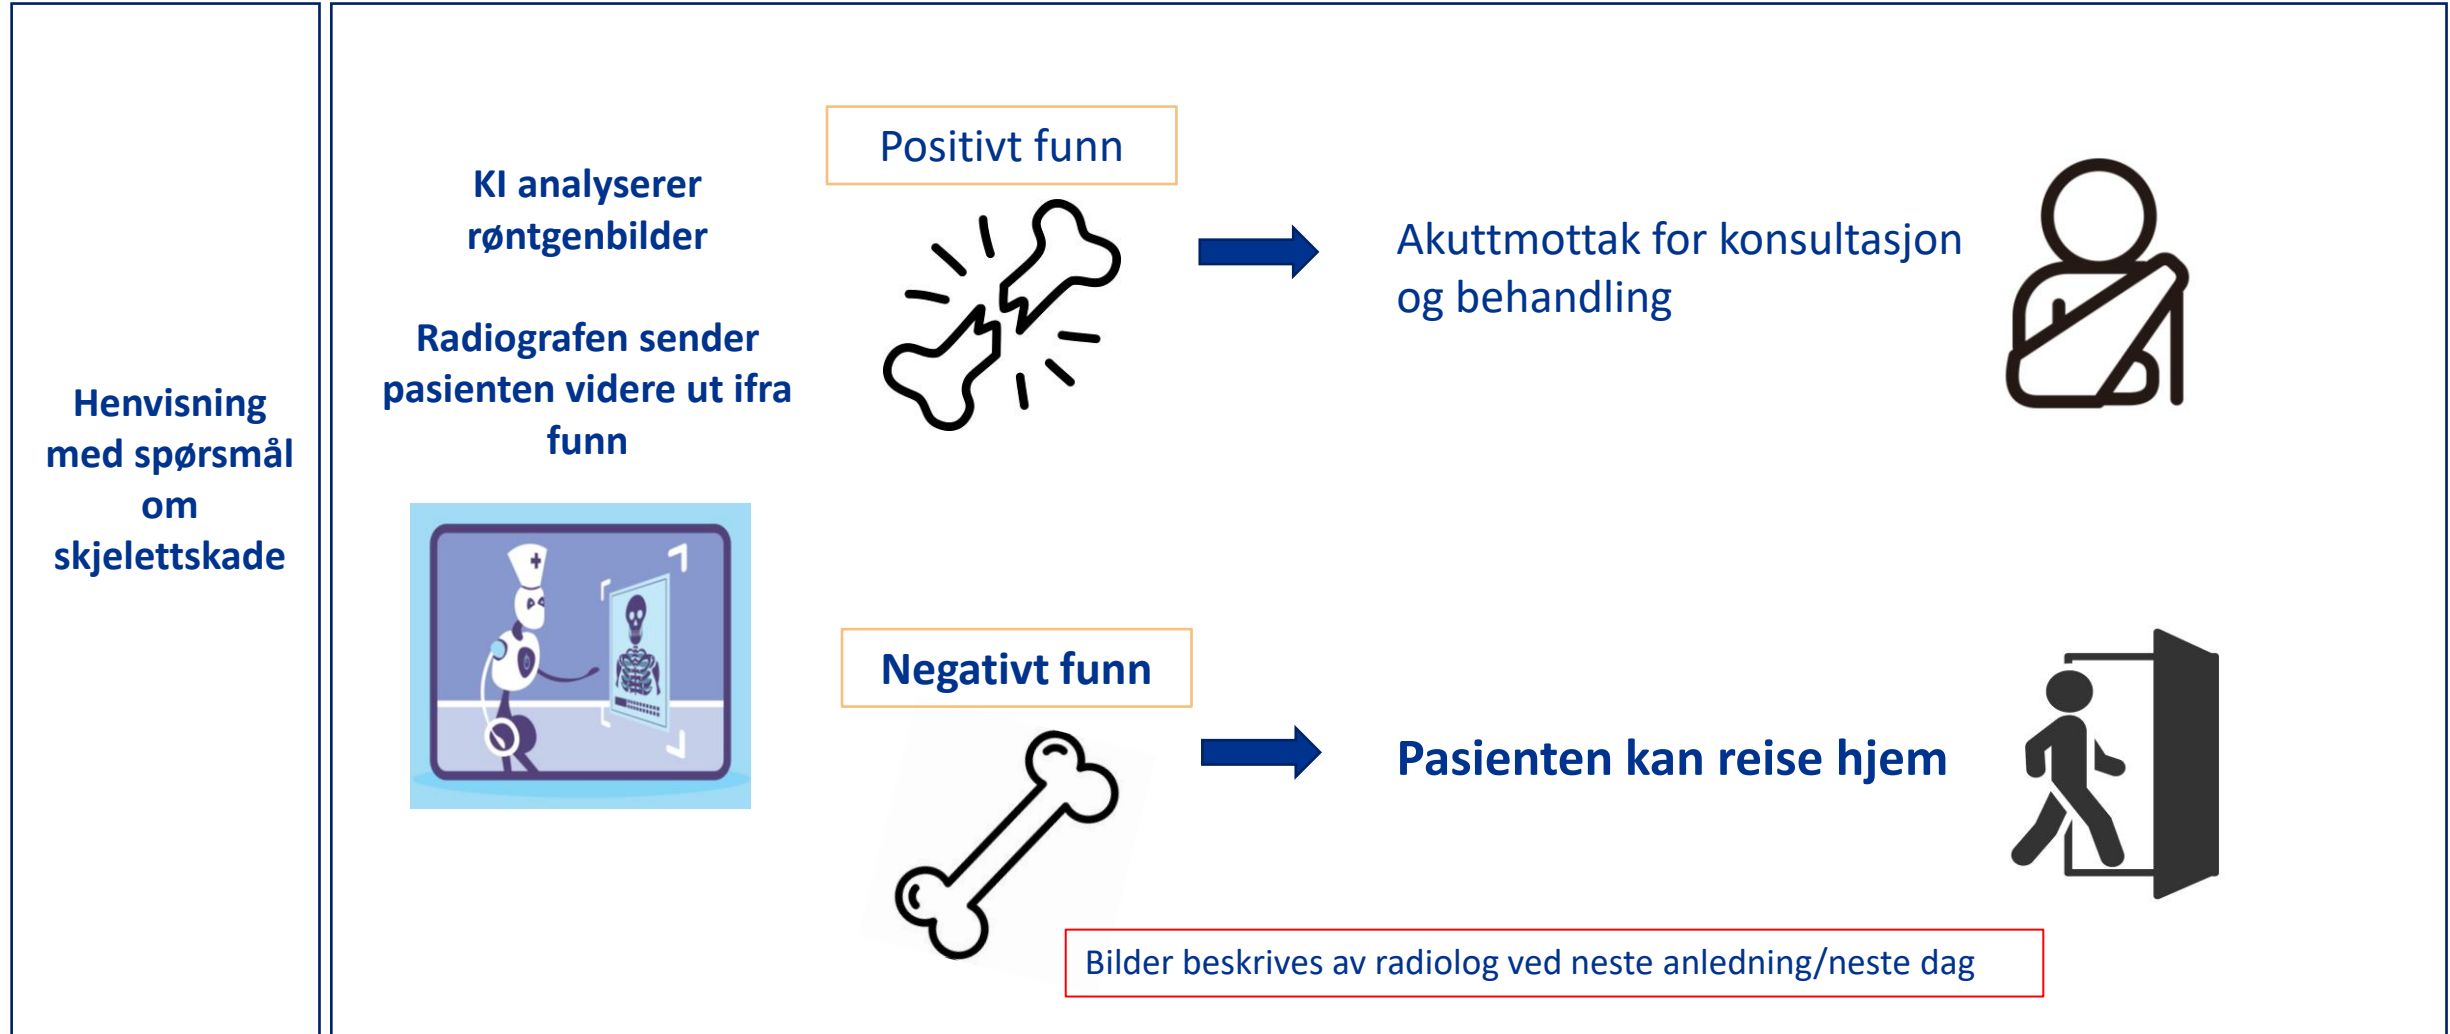 Henvisning
med spørsmål
om
skjelettskade
KI analyserer
røntgenbilder
Radiografen sender
pasienten videre ut ifra
funn
Positivt funn
Akuttmottak for konsultasjon
og behandling
Negativt funn
Pasienten kan reise hjem
Bilder beskrives av radiolog ved neste anledning/neste dag